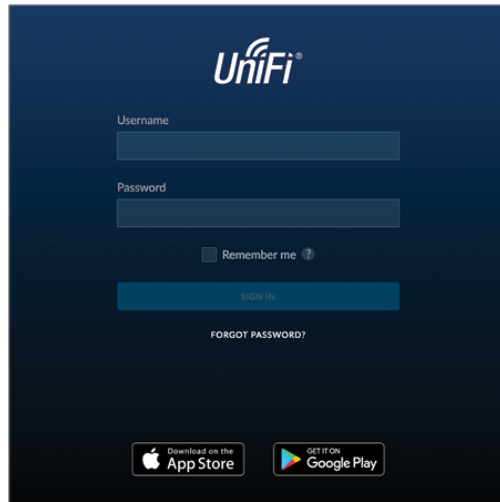 UniFi®
Username
Password
Remember me ?
SIGN IN
FORGOT PASSWORD?
Download on the
App Store
GET IT ON
Google Play